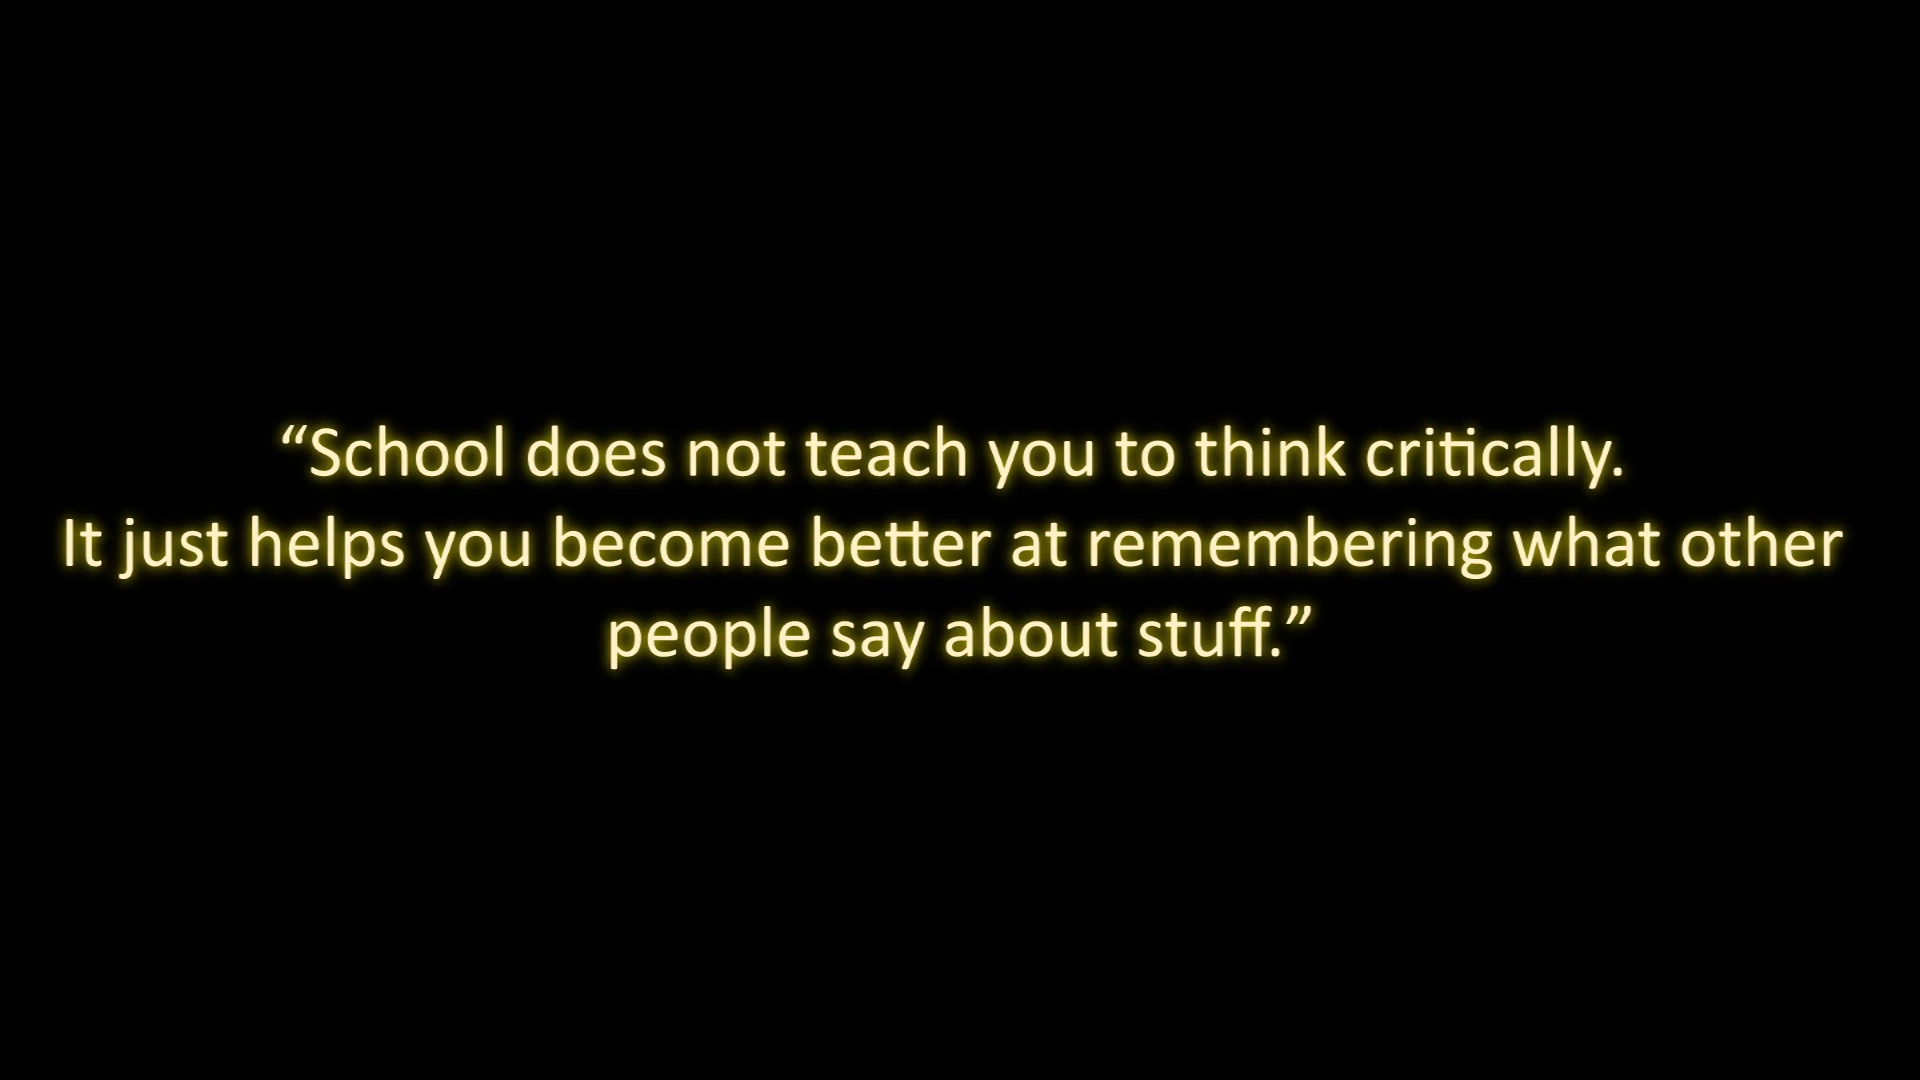 “School does not teach you to think critically.
It just helps you become better at remembering what other
people say about stuff.”